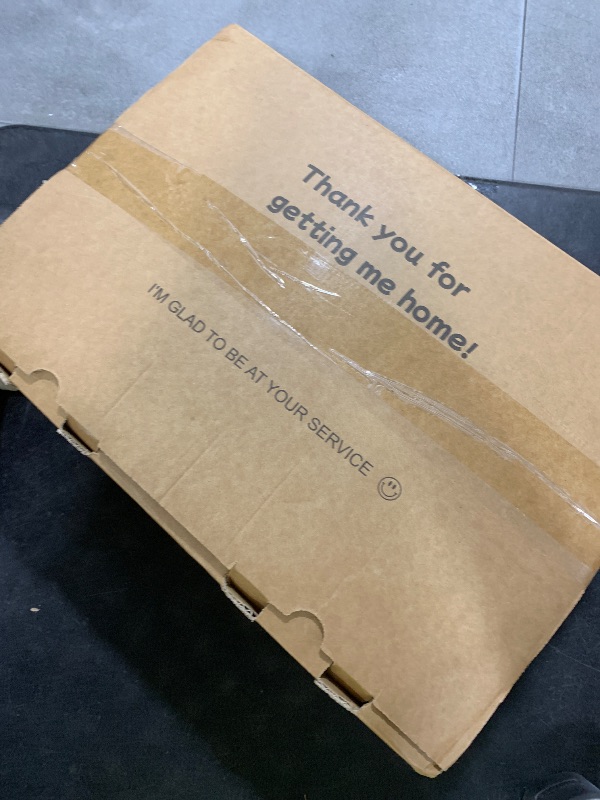 Thank you for
getting me home!
I'M GLAD TO BE AT YOUR SERVICE